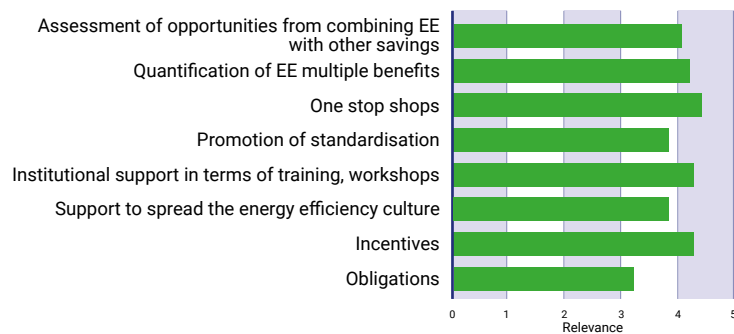 Assessment of opportunities from combining EE
with other savings
Quantification of EE multiple benefits
One stop shops
Promotion of standardisation
Institutional support in terms of training, workshops
Support to spread the energy efficiency culture
Incentives
Obligations
0 1 2 3 4 5
Relevance